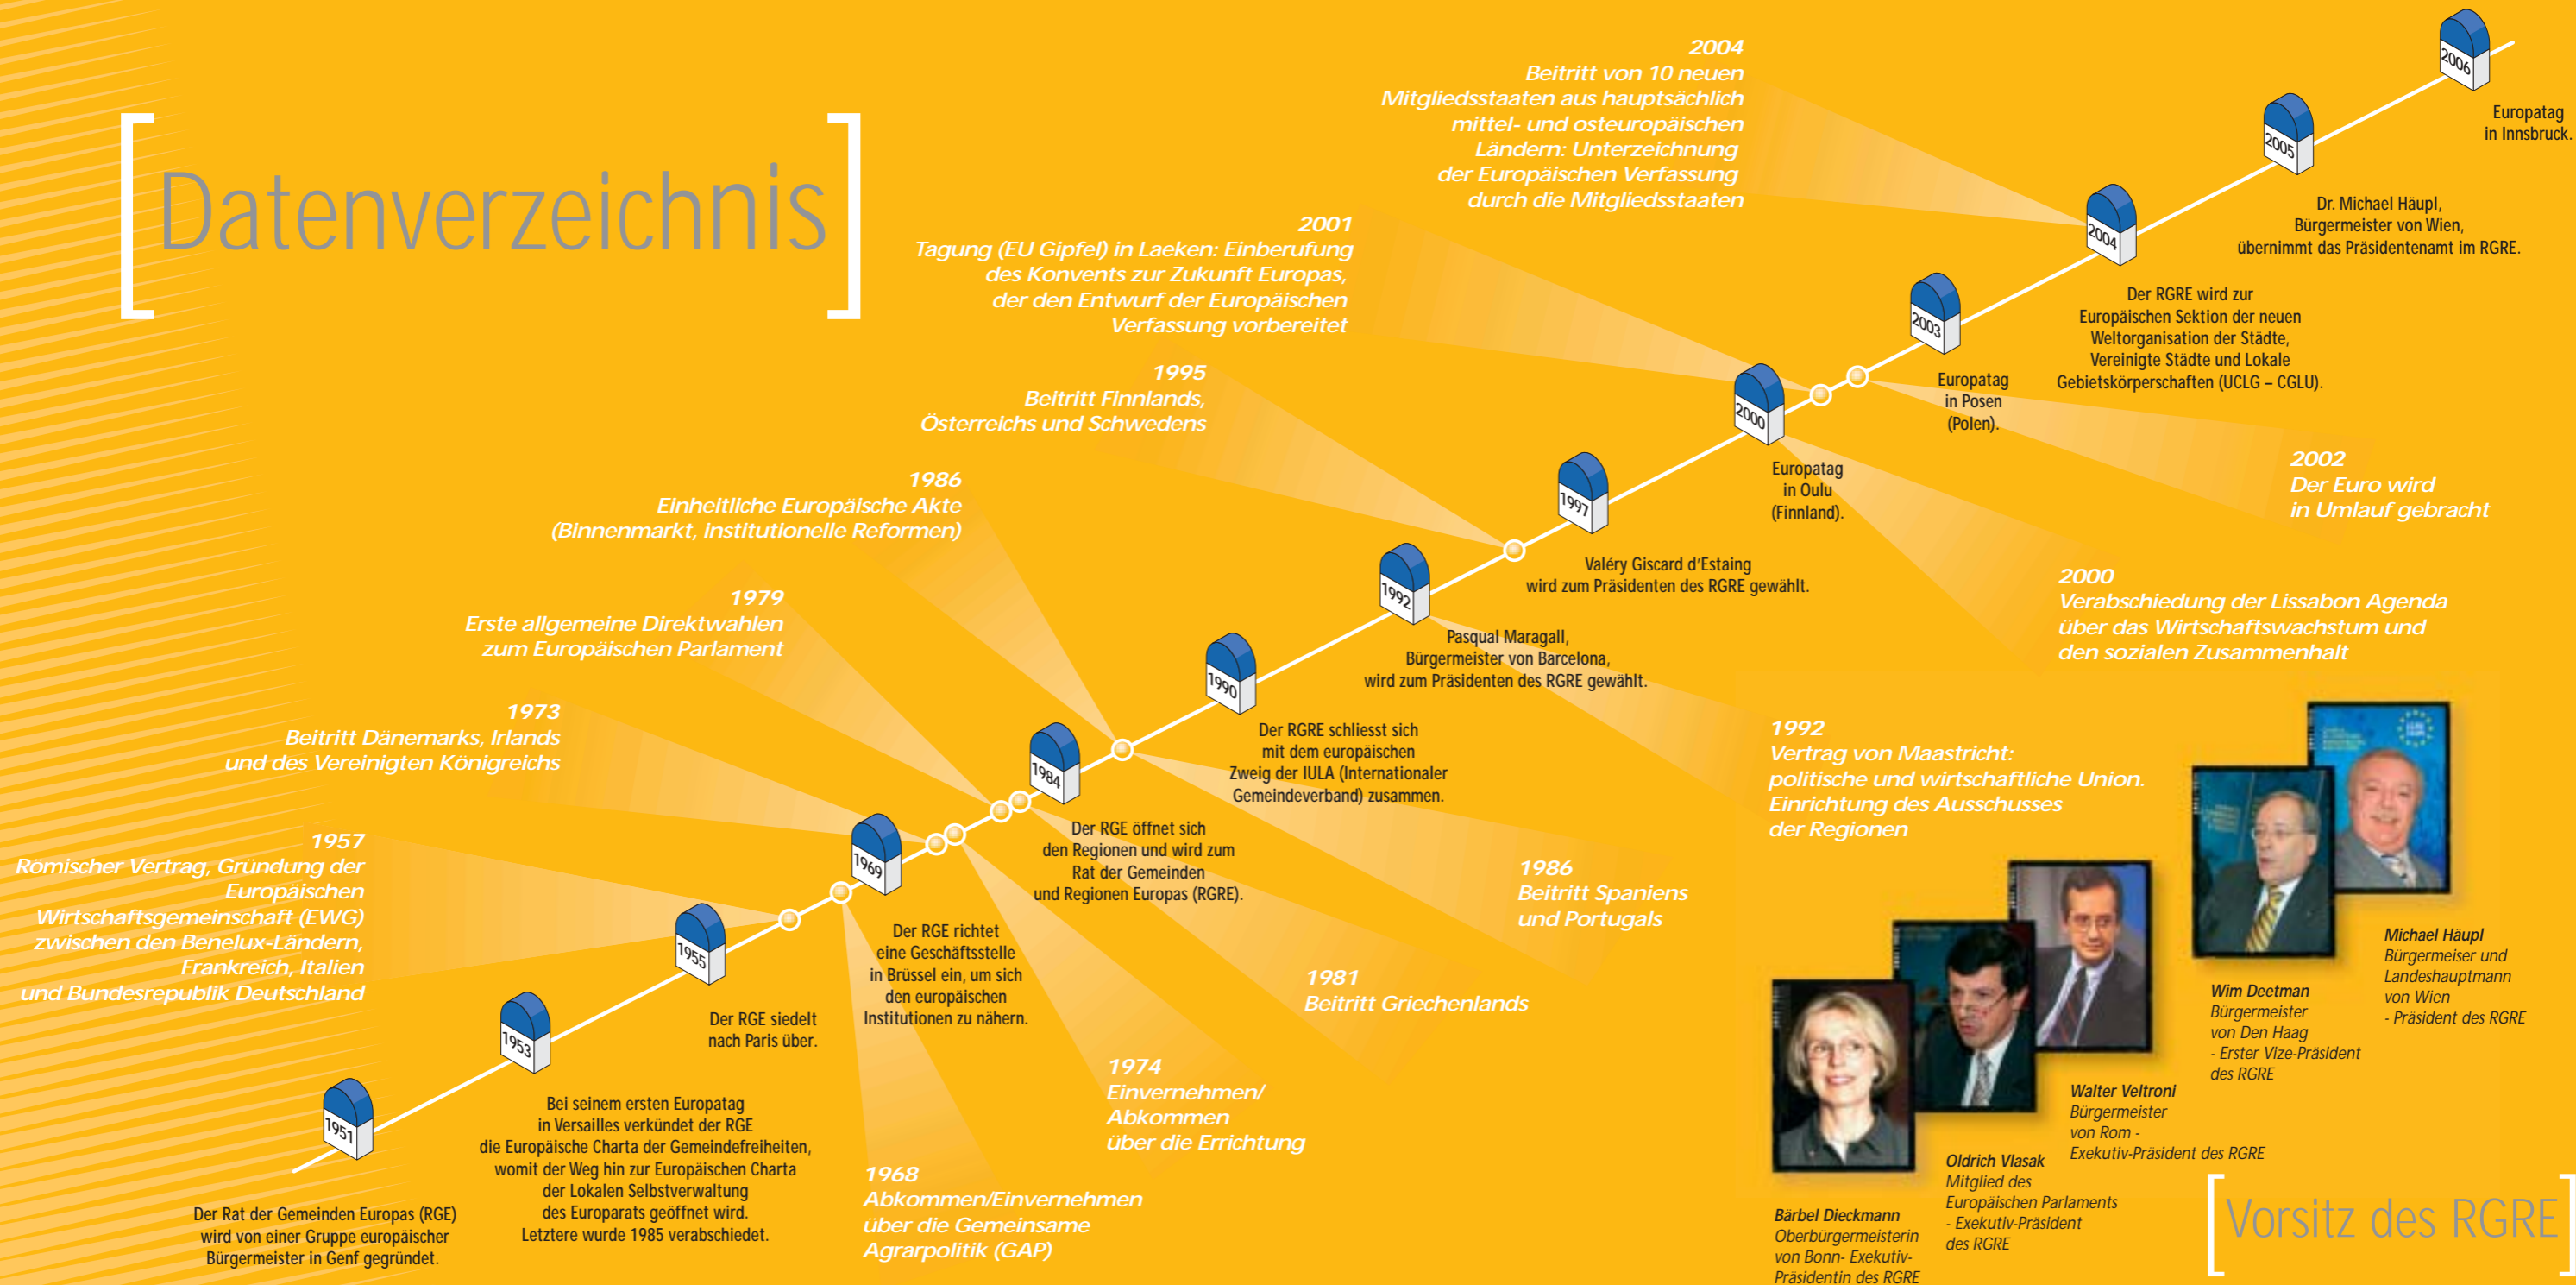 [Datenverzeichnis]
1951
Der Rat der Gemeinden Europas (RGE)
wird von einer Gruppe europäischer
Bürgermeister in Genf gegründet.
1953
Bei seinem ersten Europatag
in Versailles verkündet der RGE
die Europäische Charta der Gemeindefreiheiten,
womit der Weg hin zur Europäischen Charta
der Lokalen Selbstverwaltung
des Europarats geöffnet wird.
Letztere wurde 1985 verabschiedet.
1955
Der RGE siedelt
nach Paris über.
1957
Römischer Vertrag, Gründung der
Europäischen
Wirtschaftsgemeinschaft (EWG)
zwischen den Benelux-Ländern,
Frankreich, Italien
und Bundesrepublik Deutschland
1968
Abkommen/Einvernehmen
über die Gemeinsame
Agrarpolitik (GAP)
1969
Der RGE richtet
eine Geschäftsstelle
in Brüssel ein, um sich
den europäischen
Institutionen zu nähern.
1973
Beitritt Dänemarks, Irlands
und des Vereinigten Königreichs
1974
Einvernehmen/
Abkommen
über die Errichtung
1979
Erste allgemeine Direktwahlen
zum Europäischen Parlament
1981
Beitritt Griechenlands
1984
Der RGE öffnet sich
den Regionen und wird zum
Rat der Gemeinden
und Regionen Europas (RGRE).
1986
Einheitliche Europäische Akte
(Binnenmarkt, institutionelle Reformen)
1986
Beitritt Spaniens
und Portugals
1990
Der RGRE schliesst sich
mit dem europäischen
Zweig der IULA (Internationaler
Gemeindeverband) zusammen.
1992
Pasqual Maragall,
Bürgermeister von Barcelona,
wird zum Präsidenten des RGRE gewählt.
1992
Vertrag von Maastricht:
politische und wirtschaftliche Union.
Einrichtung des Ausschusses
der Regionen
1995
Beitritt Finnlands,
Österreichs und Schwedens
1997
Valéry Giscard d'Estaing
wird zum Präsidenten des RGRE gewählt.
2000
Europatag
in Oulu
(Finnland).
2000
Verabschiedung der Lissabon Agenda
über das Wirtschaftswachstum und
den sozialen Zusammenhalt
2001
Tagung (EU Gipfel) in Laeken: Einberufung
des Konvents zur Zukunft Europas,
der den Entwurf der Europäischen
Verfassung vorbereitet
2002
Der Euro wird
in Umlauf gebracht
2003
Europatag
in Posen
(Polen).
2004
Beitritt von 10 neuen
Mitgliedsstaaten aus hauptsächlich
mittel- und osteuropäischen
Ländern: Unterzeichnung
der Europäischen Verfassung
durch die Mitgliedsstaaten
2004
Der RGRE wird zur
Europäischen Sektion der neuen
Weltorganisation der Städte,
Vereinigte Städte und Lokale
Gebietskörperschaften (UCLG – CGLU).
2005
Dr. Michael Häupl,
Bürgermeister von Wien,
übernimmt das Präsidentenamt im RGRE.
2006
Europatag
in Innsbruck.
Bärbel Dieckmann
Oberbürgermeisterin
von Bonn- Exekutiv-
Präsidentin des RGRE
Oldrich Vlasak
Mitglied des
Europäischen Parlaments
- Exekutiv-Präsident
des RGRE
Walter Veltroni
Bürgermeister
von Rom -
Exekutiv-Präsident des RGRE
Wim Deetman
Bürgermeister
von Den Haag
- Erster Vize-Präsident
des RGRE
Michael Häupl
Bürgermeiser und
Landeshauptmann
von Wien
- Präsident des RGRE
[Vorsitz des RGRE]